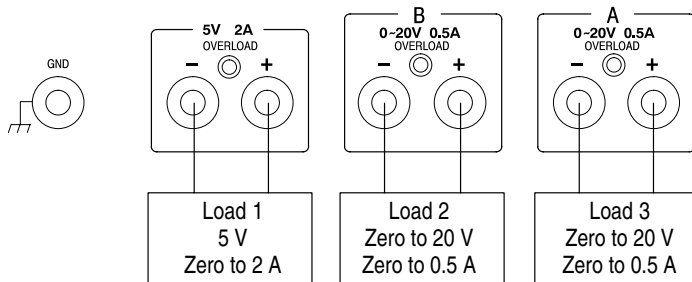 GND
5V 2A
OVERLOAD
− +
B
0~20V 0.5A
OVERLOAD
− +
A
0~20V 0.5A
OVERLOAD
− +
Load 1
5 V
Zero to 2 A
Load 2
Zero to 20 V
Zero to 0.5 A
Load 3
Zero to 20 V
Zero to 0.5 A